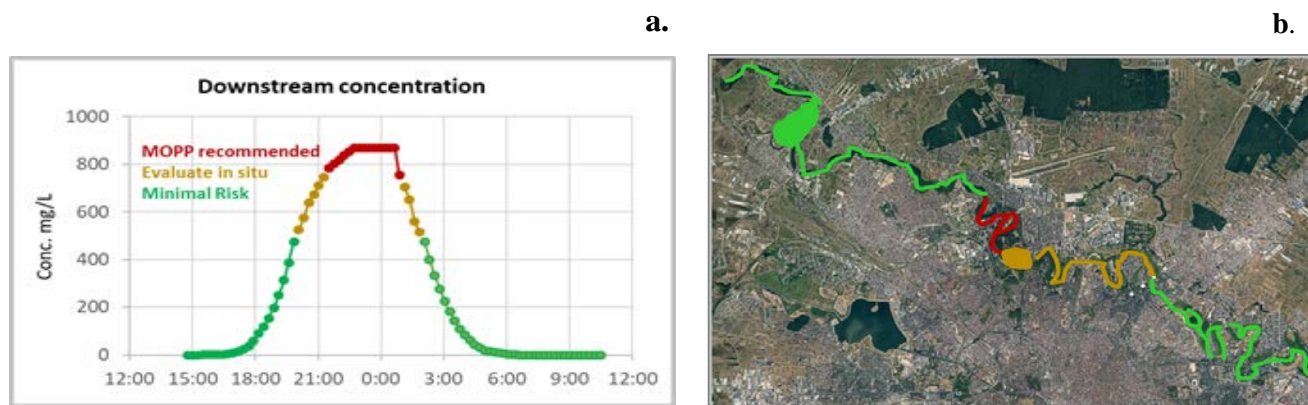 a.
b.
Downstream concentration
1000
800
600
400
200
0
Conc. mg/L
MOPP recommended
Evaluate in situ
Minimal Risk
12:00 15:00 18:00 21:00 0:00 3:00 6:00 9:00 12:00